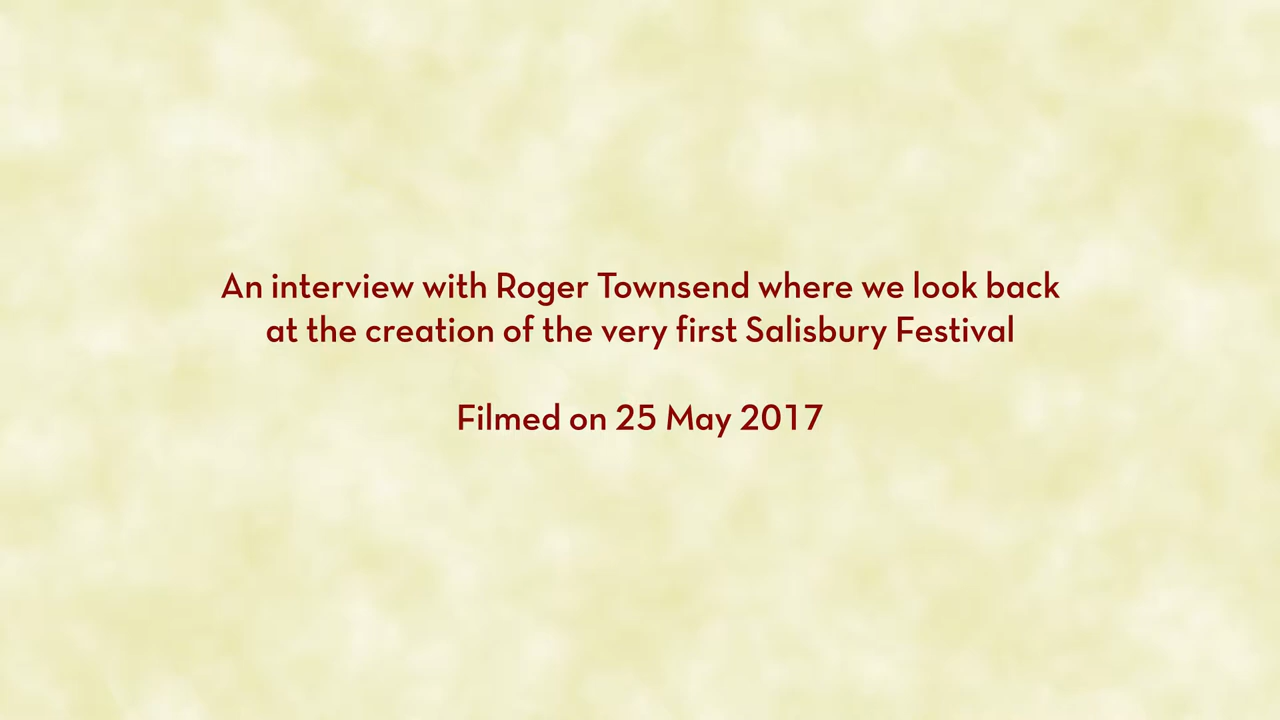 An interview with Roger Townsend where we look back
at the creation of the very first Salisbury Festival
Filmed on 25 May 2017